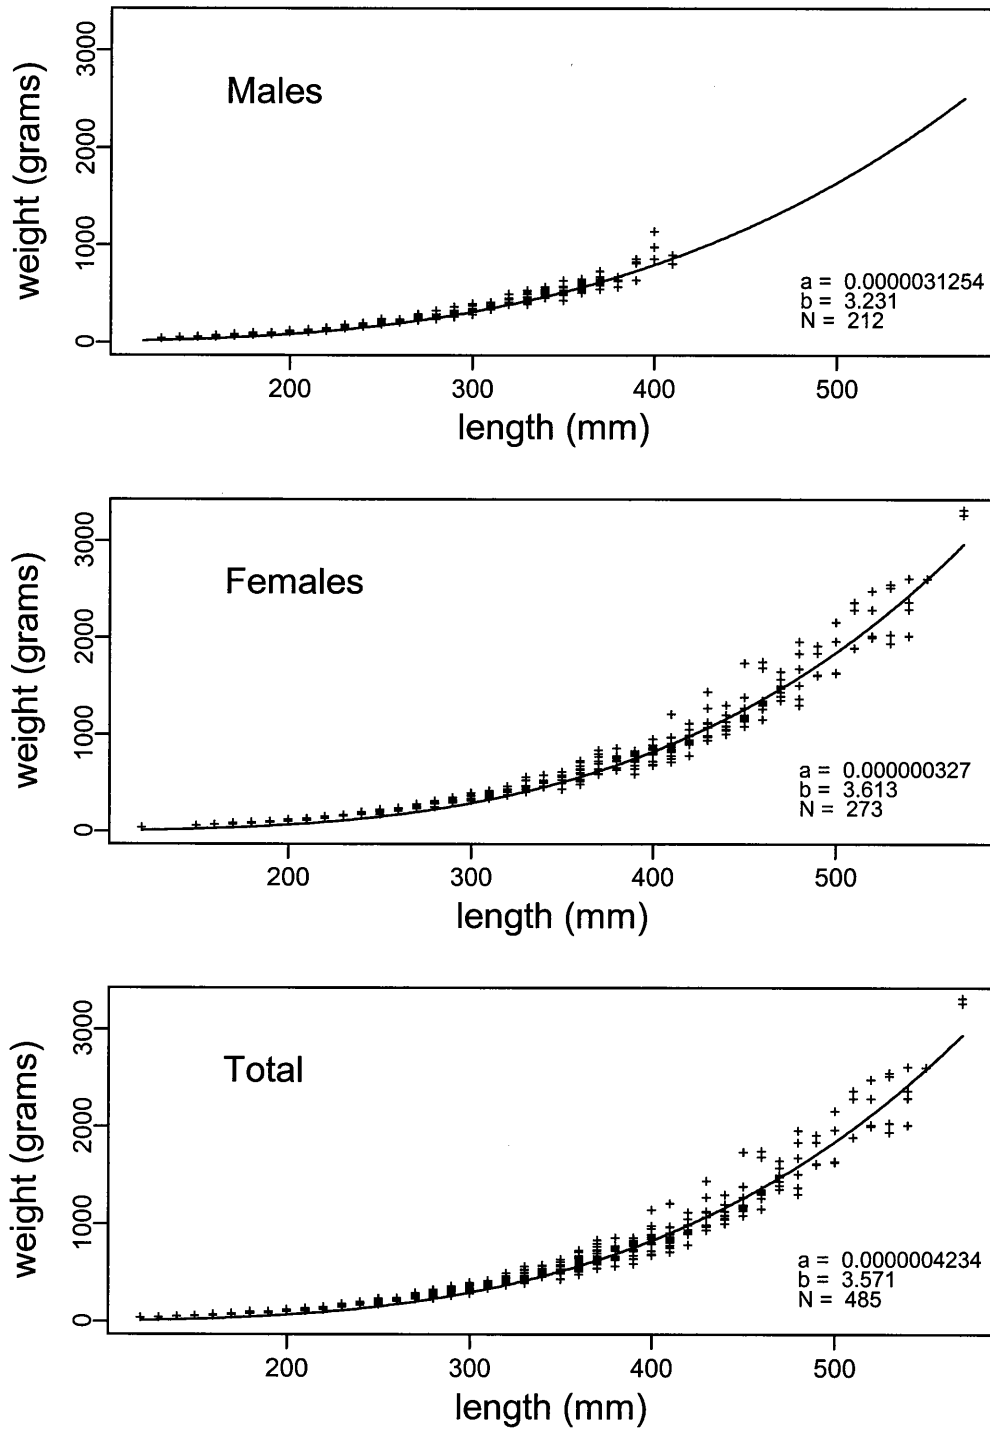 3000
2000
1000
0
weight (grams)
Males
a = 0.0000031254
b = 3.231
N = 212
200 300 400 500
length (mm)
3000
2000
1000
0
weight (grams)
Females
a = 0.000000327
b = 3.613
N = 273
200 300 400 500
length (mm)
3000
2000
1000
0
weight (grams)
Total
a = 0.0000004234
b = 3.571
N = 485
200 300 400 500
length (mm)